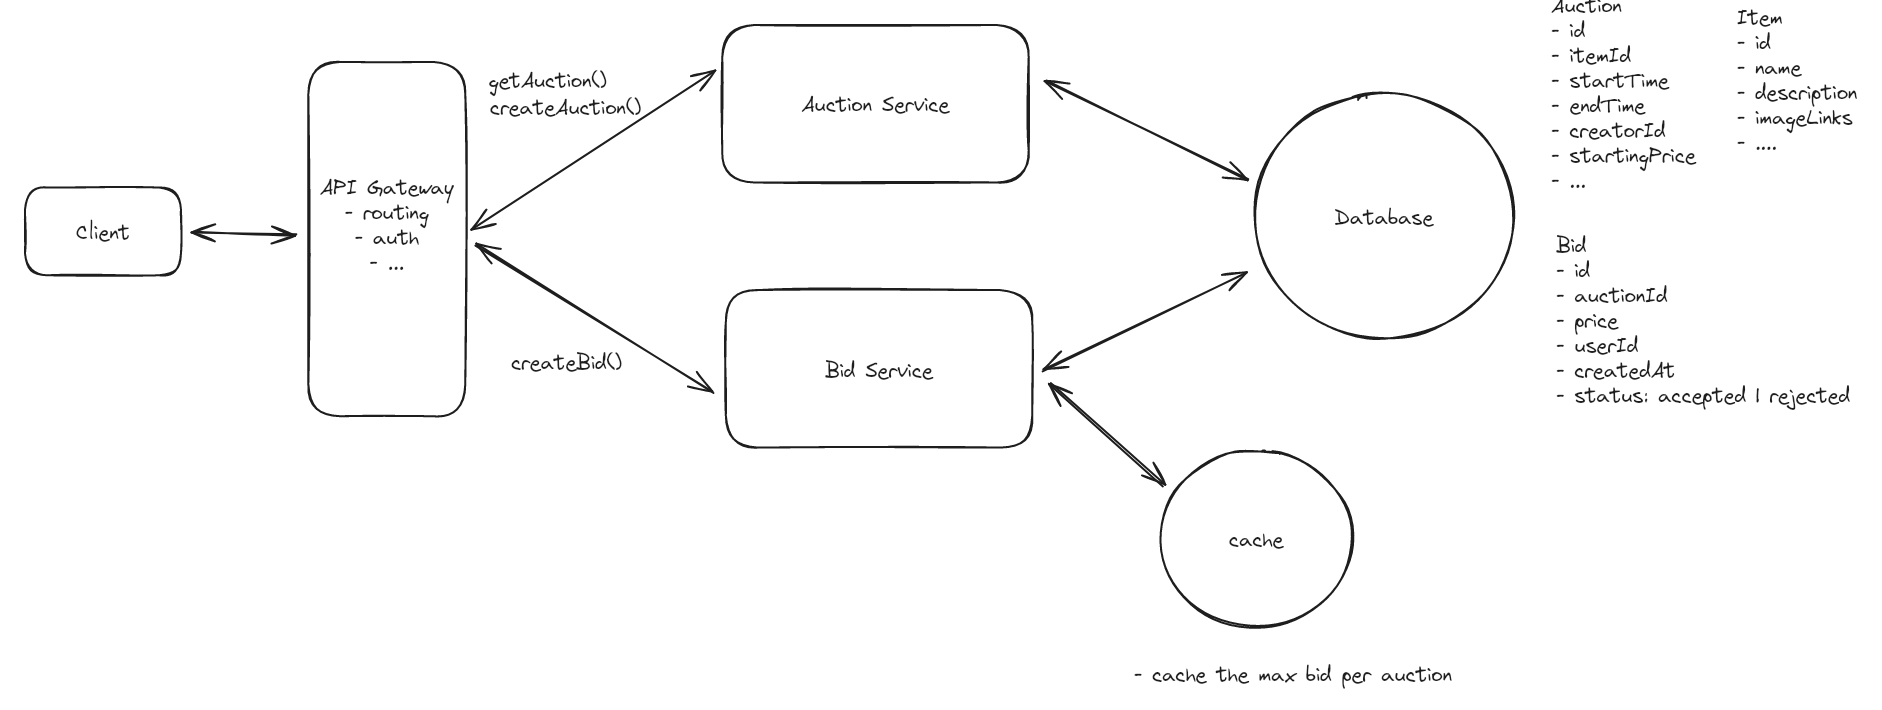 Client
API Gateway
- routing
- auth
- ...
getAuction()
createAuction()
createBid()
Auction Service
Bid Service
Database
cache
- cache the max bid per auction
Auction
- id
- itemId
- startTime
- endTime
- creatorId
- startingPrice
- ...
Item
- id
- name
- description
- imageLinks
- ....
Bid
- id
- auctionId
- price
- userId
- createdAt
- status: accepted | rejected